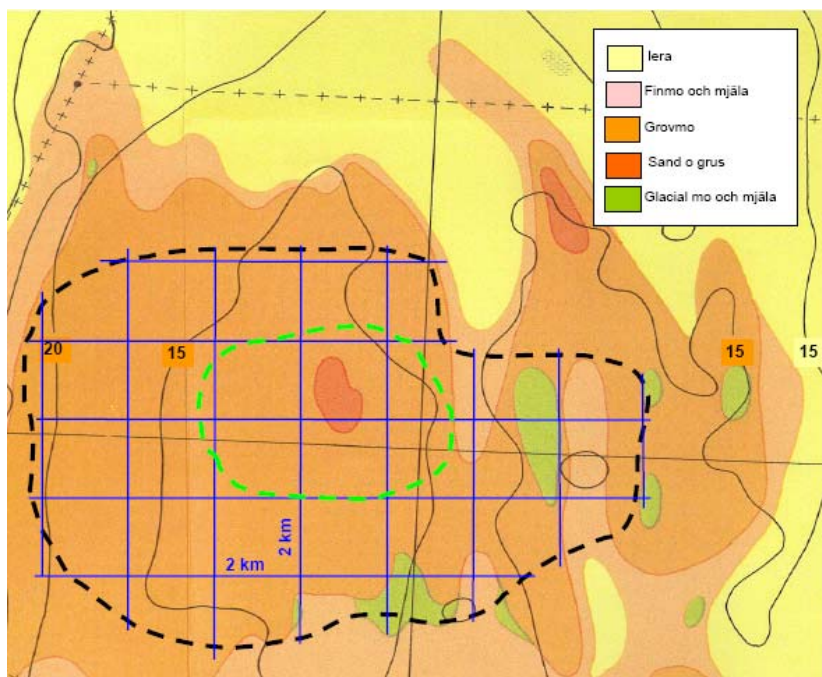 lera
Finmo och mjäla
Grovmo
Sand o grus
Glacial mo och mjäla
20
15
15
15
2 km
2 km